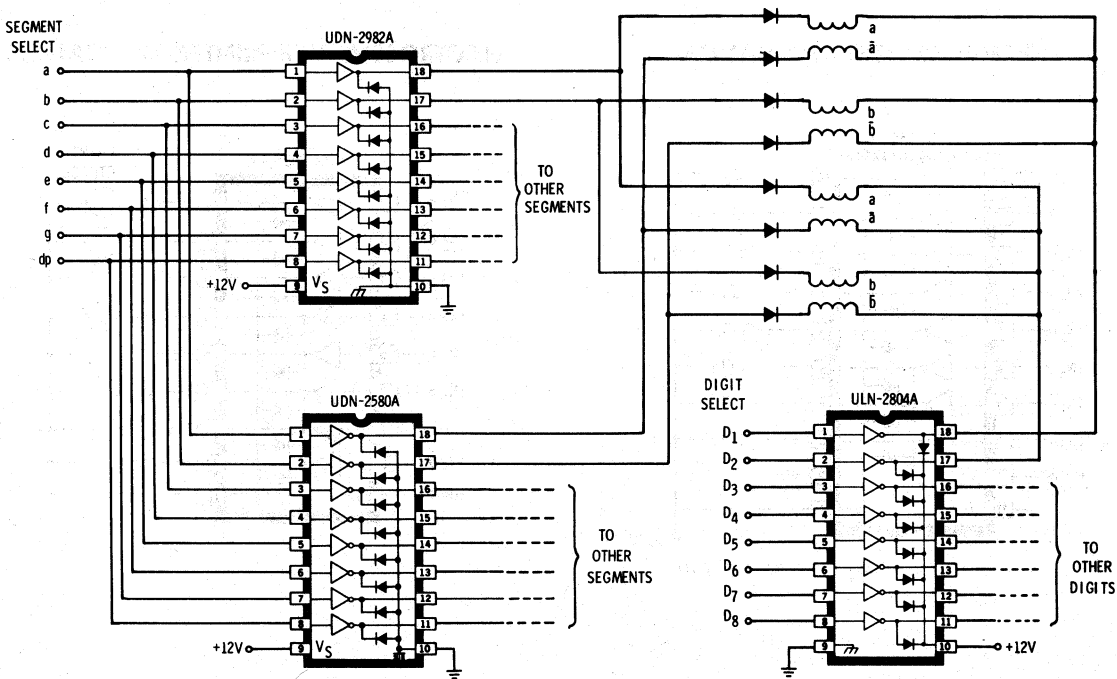 SEGMENT
SELECT
a
b
c
d
e
f
g
dp
+12V
UDN-2982A
1 18
2 17
3 16
4 15
5 14
6 13
7 12
8 11
9 VS 10
TO
OTHER
SEGMENTS
a
ā
b
b̄
a
ā
b
b̄
UDN-2580A
1 18
2 17
3 16
4 15
5 14
6 13
7 12
8 11
+12V 9 VS 10
TO
OTHER
SEGMENTS
DIGIT
SELECT
D1
D2
D3
D4
D5
D6
D7
D8
ULN-2804A
1 18
2 17
3 16
4 15
5 14
6 13
7 12
8 11
9 10 +12V
TO
OTHER
DIGITS